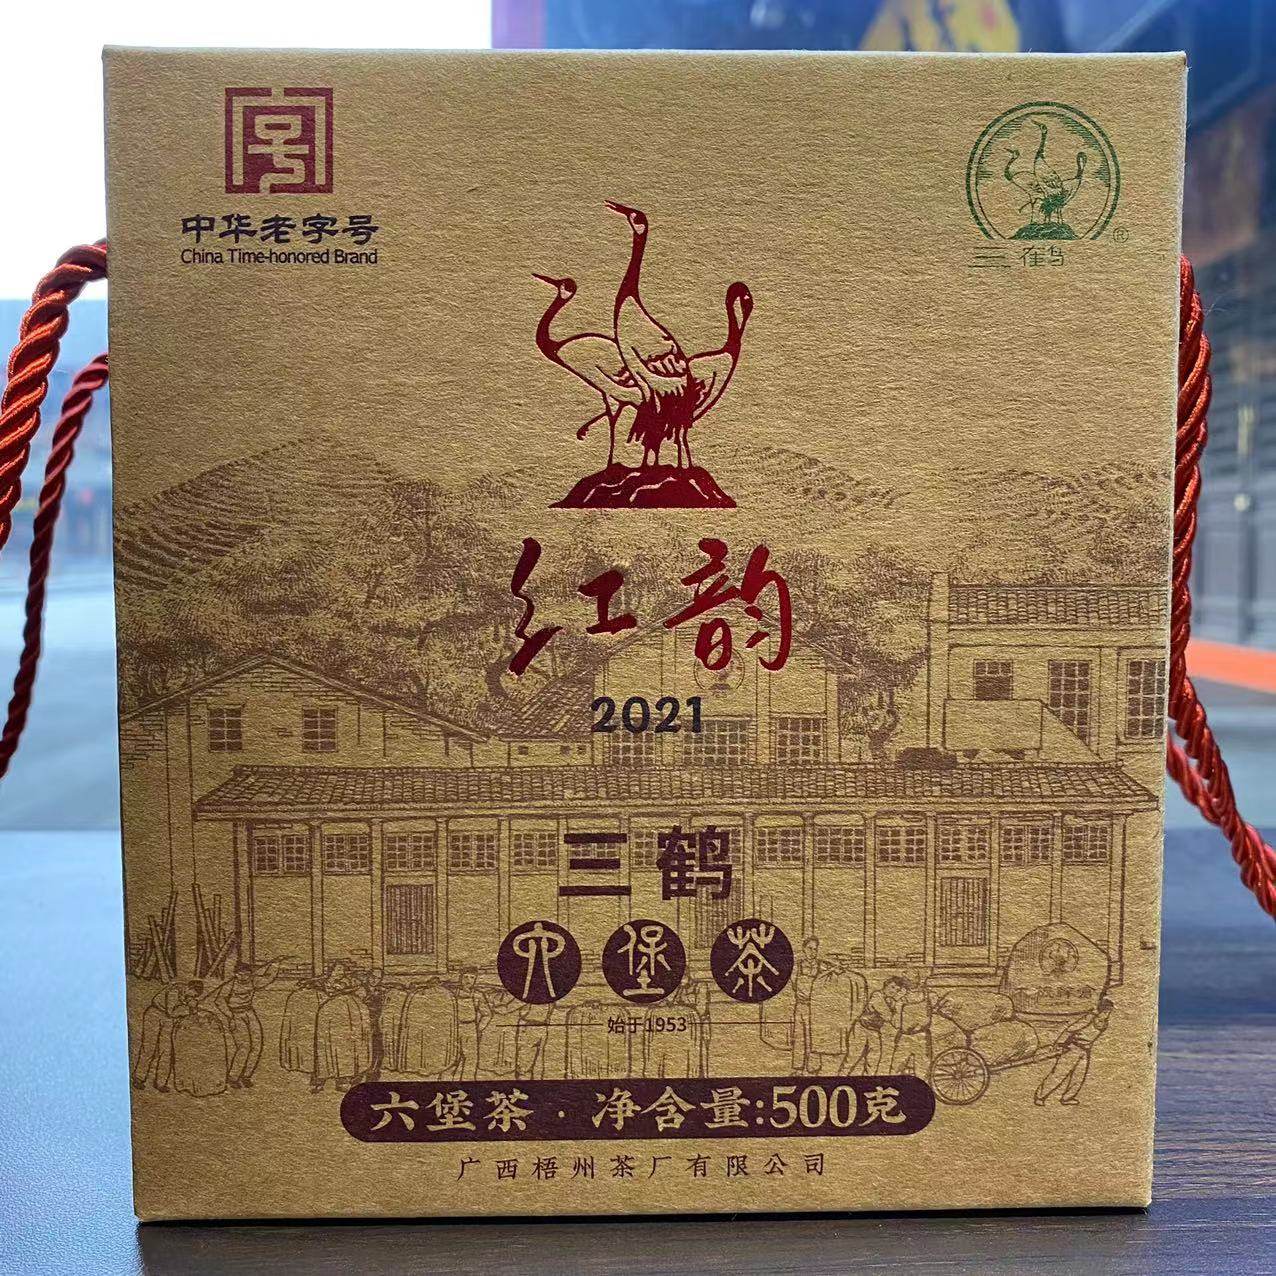 号
中华老字号
China Time-honored Brand
三鹤
®
红韵
2021
三鹤
六堡茶
始于1953
六堡茶·净含量:500克
广西梧州茶厂有限公司